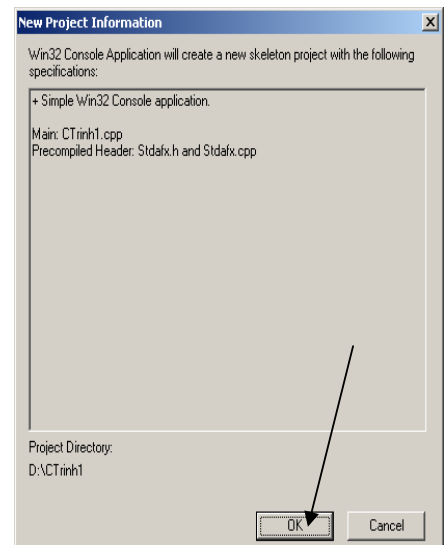 New Project Information
Win32 Console Application will create a new skeleton project with the following
specifications:
+ Simple Win32 Console application.
Main: CTrinh1.cpp
Precompiled Header: Stdafx.h and Stdafx.cpp
Project Directory:
D:\CTrinh1
OK
Cancel